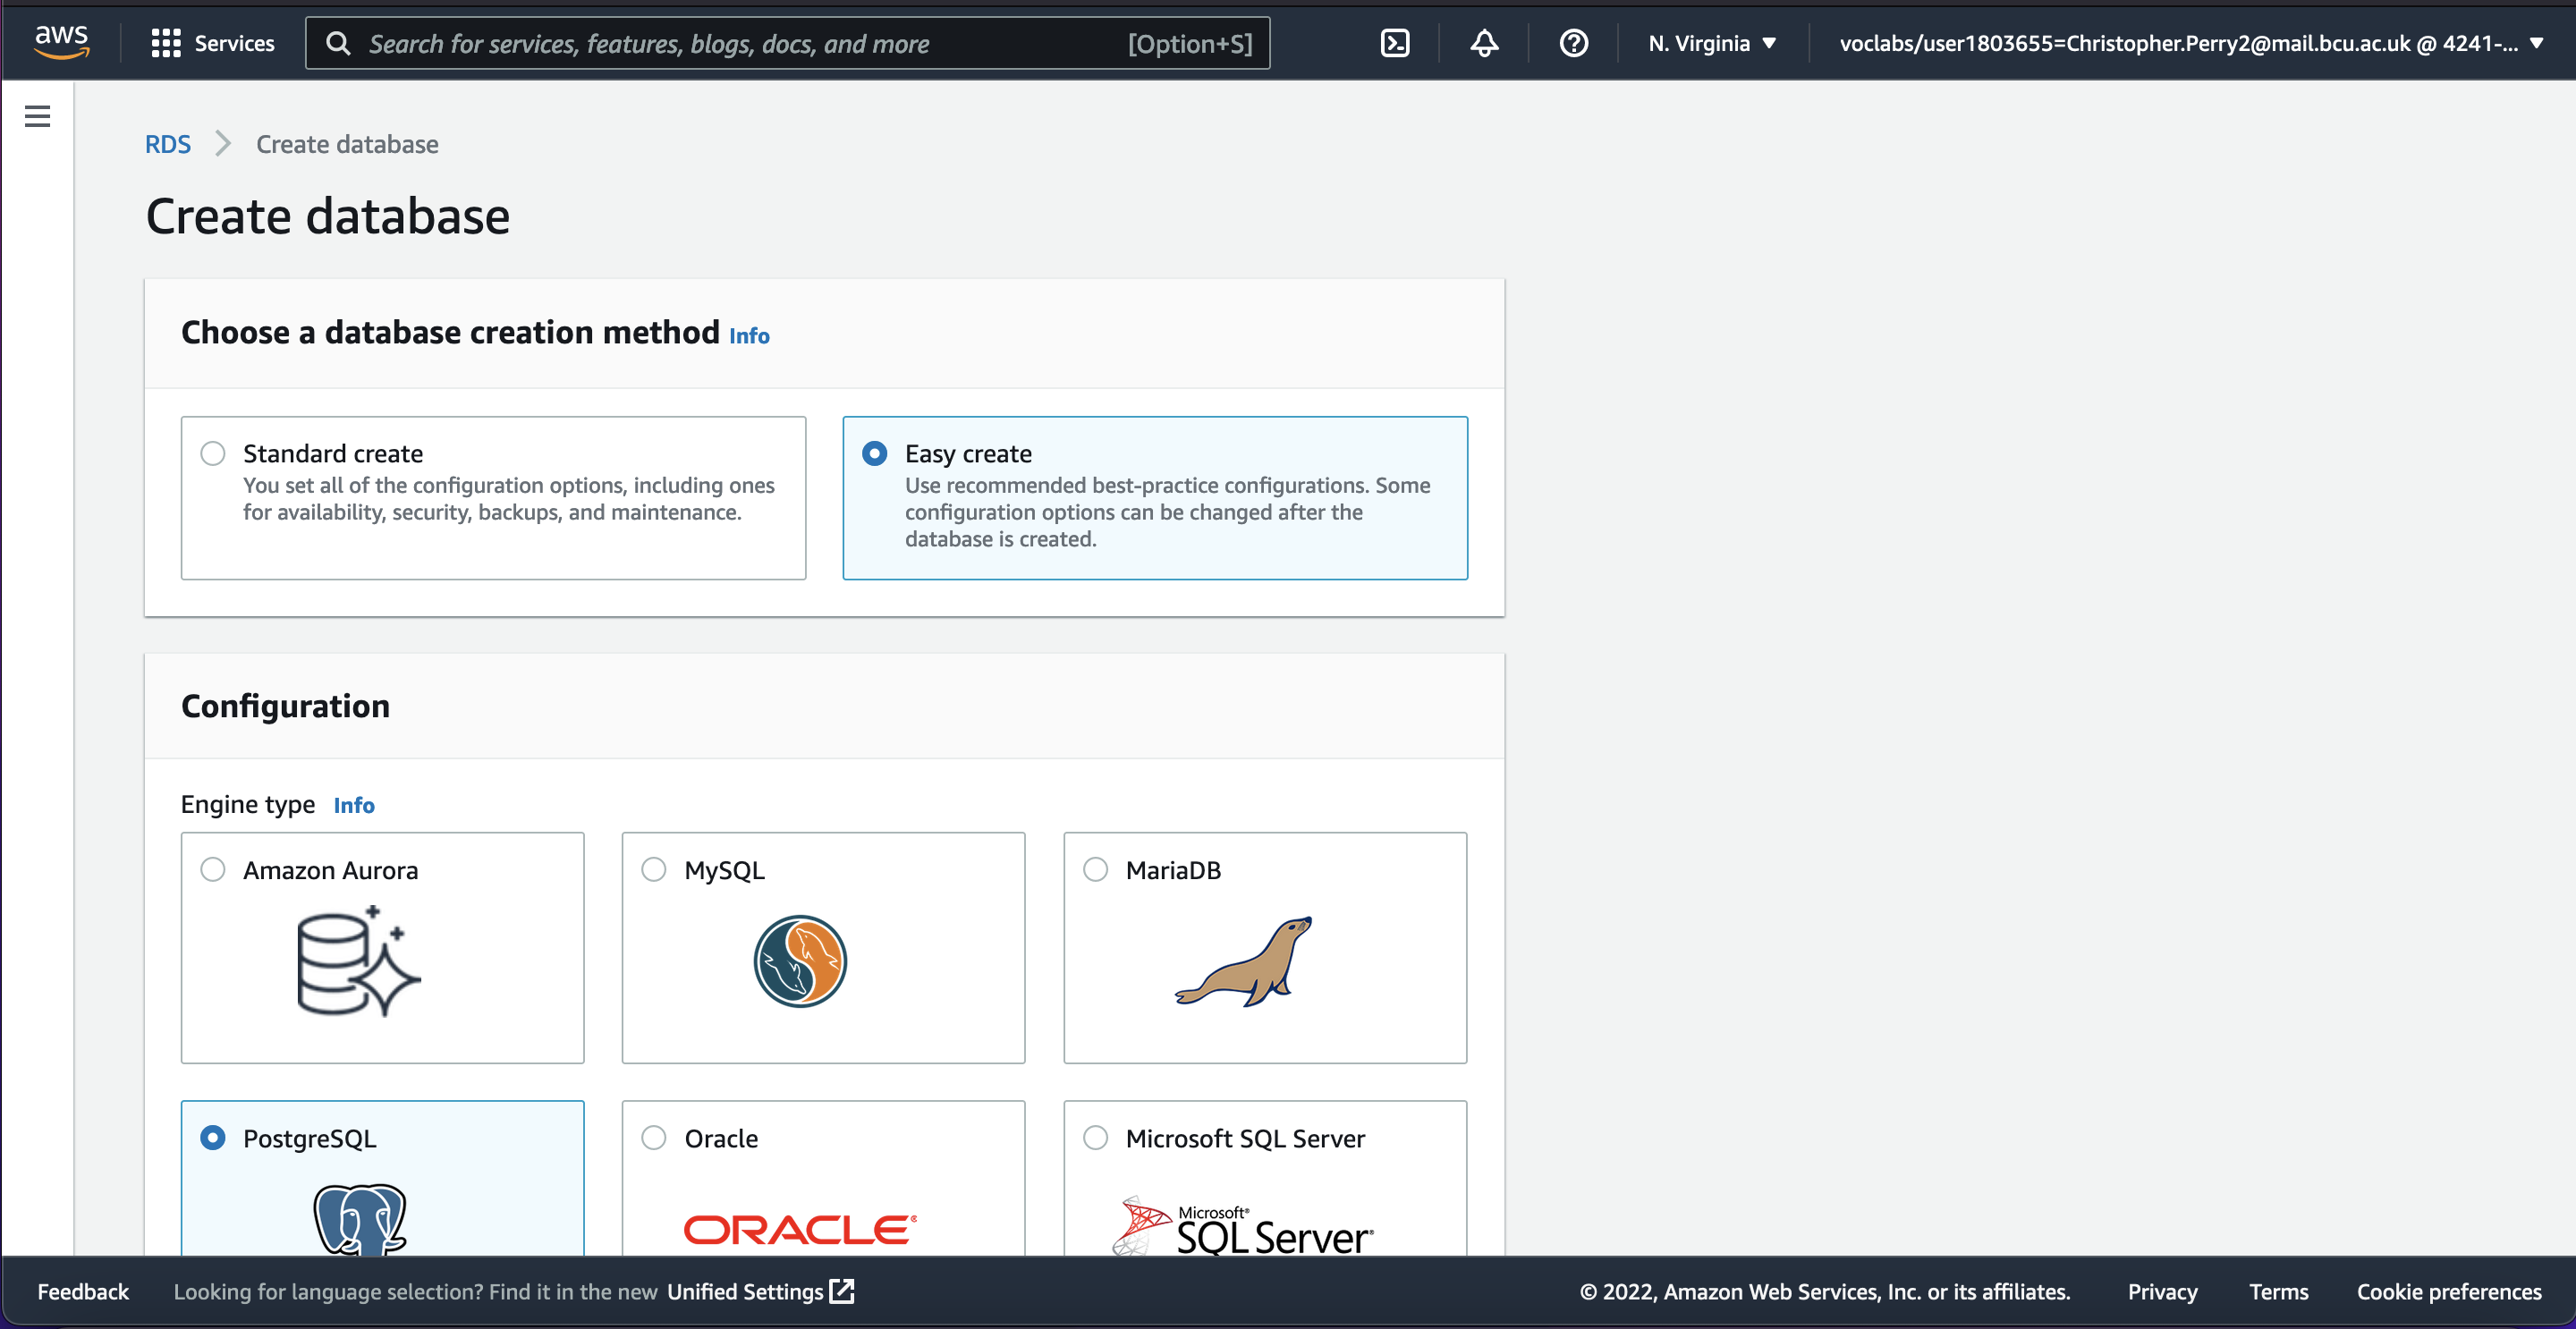 aws
Services
Search for services, features, blogs, docs, and more
[Option+S]
N. Virginia
voclabs/user1803655=Christopher.Perry2@mail.bcu.ac.uk @ 4241-...
RDS
Create database
Create database
Choose a database creation method Info
Standard create
You set all of the configuration options, including ones
for availability, security, backups, and maintenance.
Easy create
Use recommended best-practice configurations. Some
configuration options can be changed after the
database is created.
Configuration
Engine type Info
Amazon Aurora
MySQL
MariaDB
PostgreSQL
Oracle
ORACLE
Microsoft SQL Server
Microsoft®
SQL Server®
Feedback
Looking for language selection? Find it in the new Unified Settings
© 2022, Amazon Web Services, Inc. or its affiliates.
Privacy
Terms
Cookie preferences